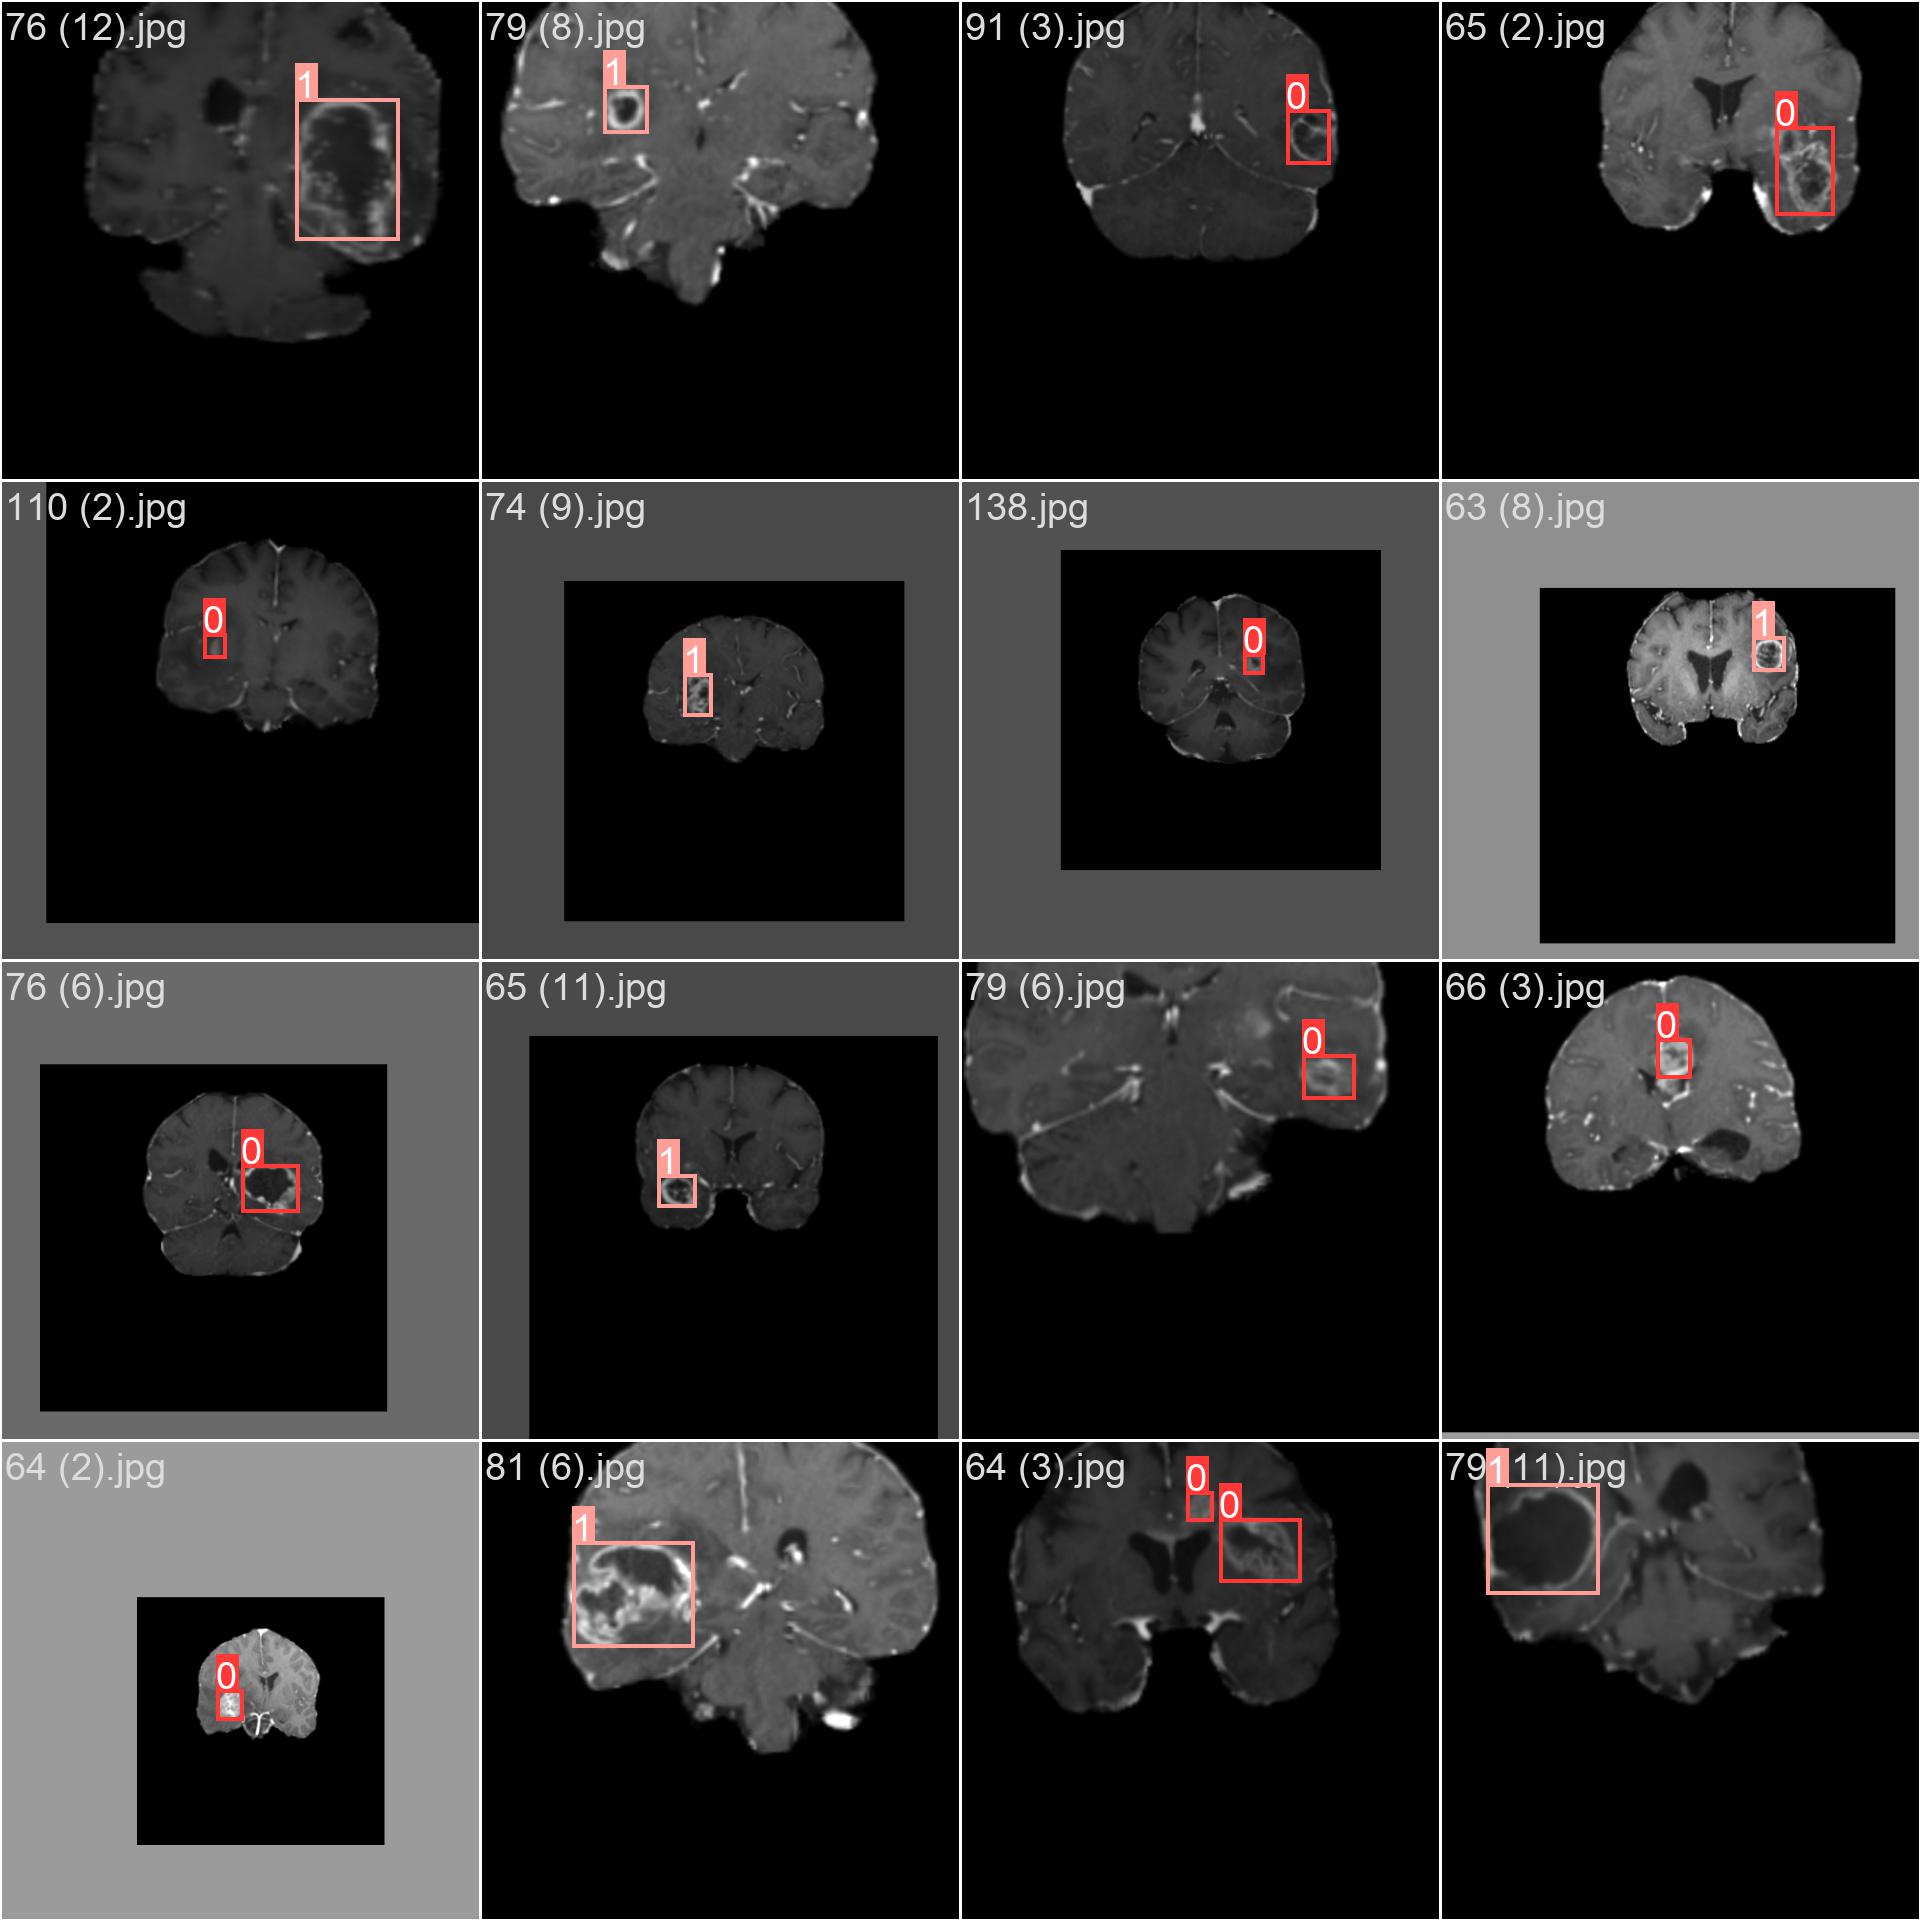 76 (12).jpg
79 (8).jpg
91 (3).jpg
65 (2).jpg
1
1
0
0
110 (2).jpg
74 (9).jpg
138.jpg
63 (8).jpg
0
1
0
1
76 (6).jpg
65 (11).jpg
79 (6).jpg
66 (3).jpg
0
1
0
0
64 (2).jpg
81 (6).jpg
64 (3).jpg
79 (11).jpg
0
1
0
0
1